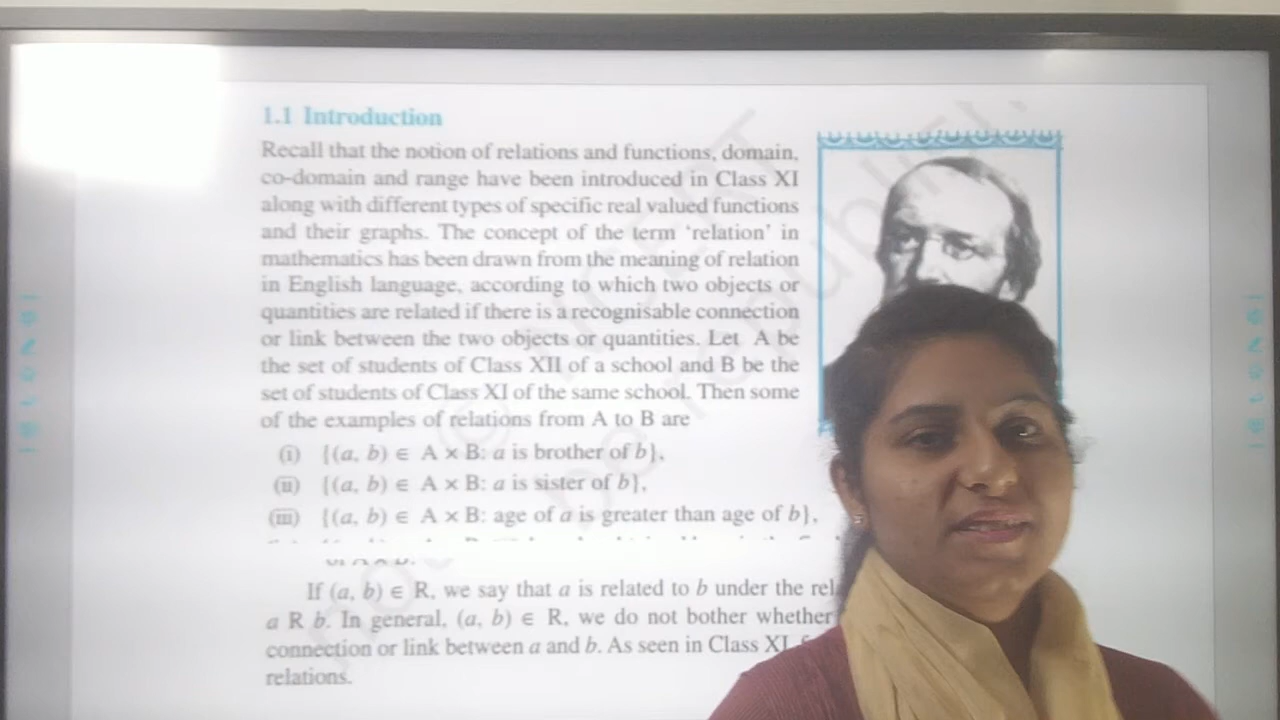 1.1 Introduction
Recall that the notion of relations and functions, domain,
co-domain and range have been introduced in Class XI
along with different types of specific real valued functions
and their graphs. The concept of the term ‘relation’ in
mathematics has been drawn from the meaning of relation
in English language, according to which two objects or
quantities are related if there is a recognisable connection
or link between the two objects or quantities. Let A be
the set of students of Class XII of a school and B be the
set of students of Class XI of the same school. Then some
of the examples of relations from A to B are
(i) {(a, b) ∈ A × B: a is brother of b},
(ii) {(a, b) ∈ A × B: a is sister of b},
(iii) {(a, b) ∈ A × B: age of a is greater than age of b},
If (a, b) ∈ R, we say that a is related to b under the
a R b. In general, (a, b) ∈ R, we do not bother whether
connection or link between a and b. As seen in Class XI
relations.